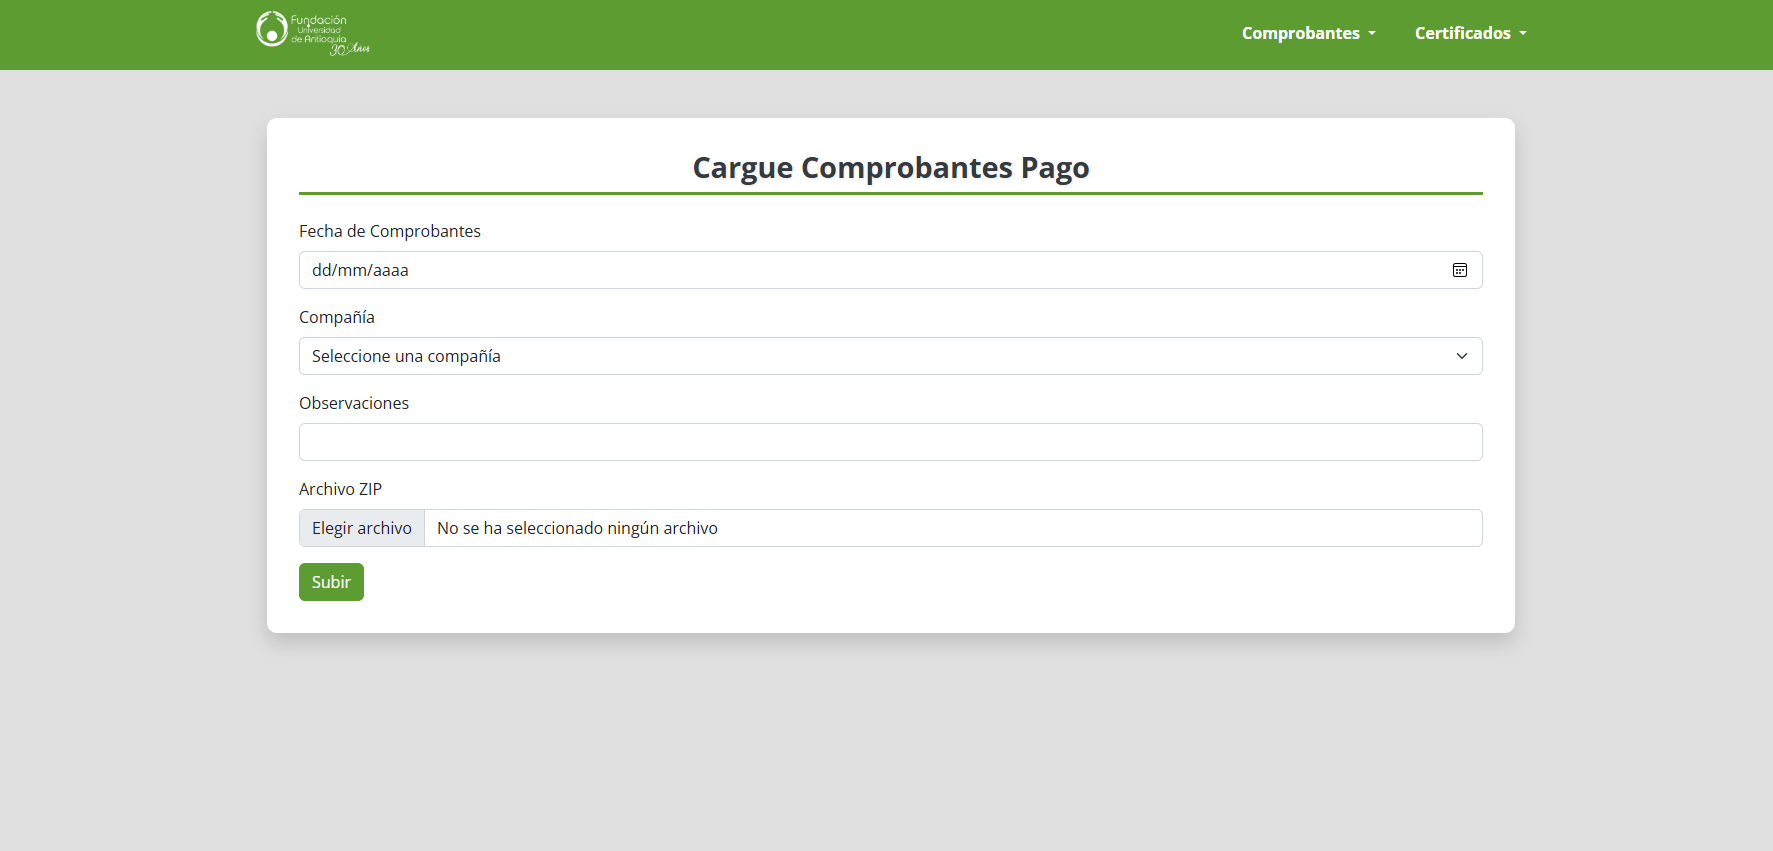 Fundación
Universidad
de Antioquia
30 Años
Comprobantes
Certificados
Cargue Comprobantes Pago
Fecha de Comprobantes
dd/mm/aaaa
Compañía
Seleccione una compañía
Observaciones
Archivo ZIP
Elegir archivo No se ha seleccionado ningún archivo
Subir